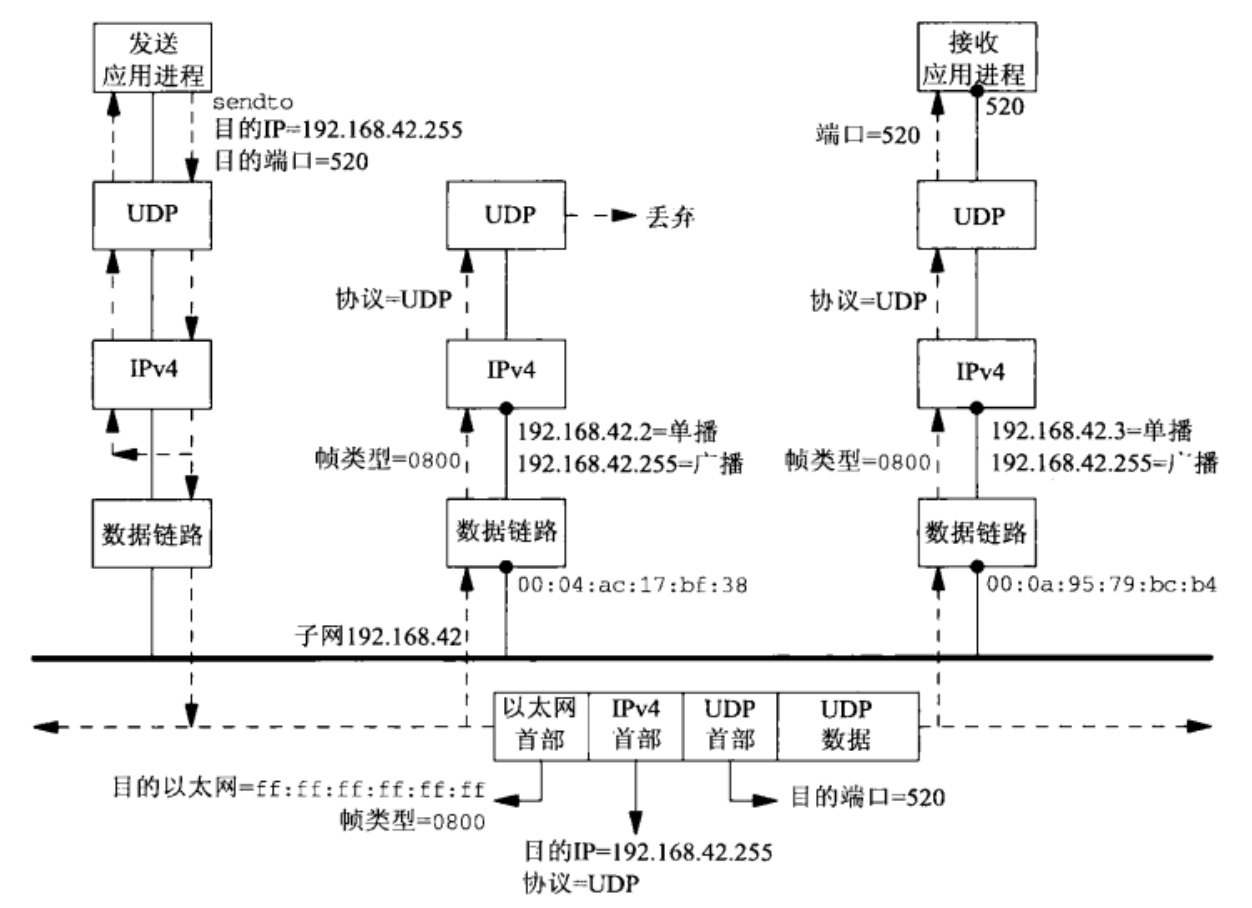 发送
应用进程
sendto
目的IP=192.168.42.255
目的端口=520
UDP
IPv4
数据链路
UDP
丢弃
协议=UDP
IPv4
192.168.42.2=单播
192.168.42.255=广播
帧类型=0800
数据链路
00:04:ac:17:bf:38
子网192.168.42
接收
应用进程
520
端口=520
UDP
协议=UDP
IPv4
192.168.42.3=单播
192.168.42.255=广播
帧类型=0800
数据链路
00:0a:95:79:bc:b4
以太网
首部
IPv4
首部
UDP
首部
UDP
数据
目的以太网=ff:ff:ff:ff:ff:ff
帧类型=0800
目的端口=520
目的IP=192.168.42.255
协议=UDP